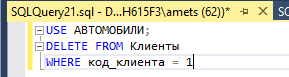 SQLQuery21.sql - D...H615F3\amets (62))*
USE АВТОМОБИЛИ;
DELETE FROM Клиенты
WHERE код_клиента = 1